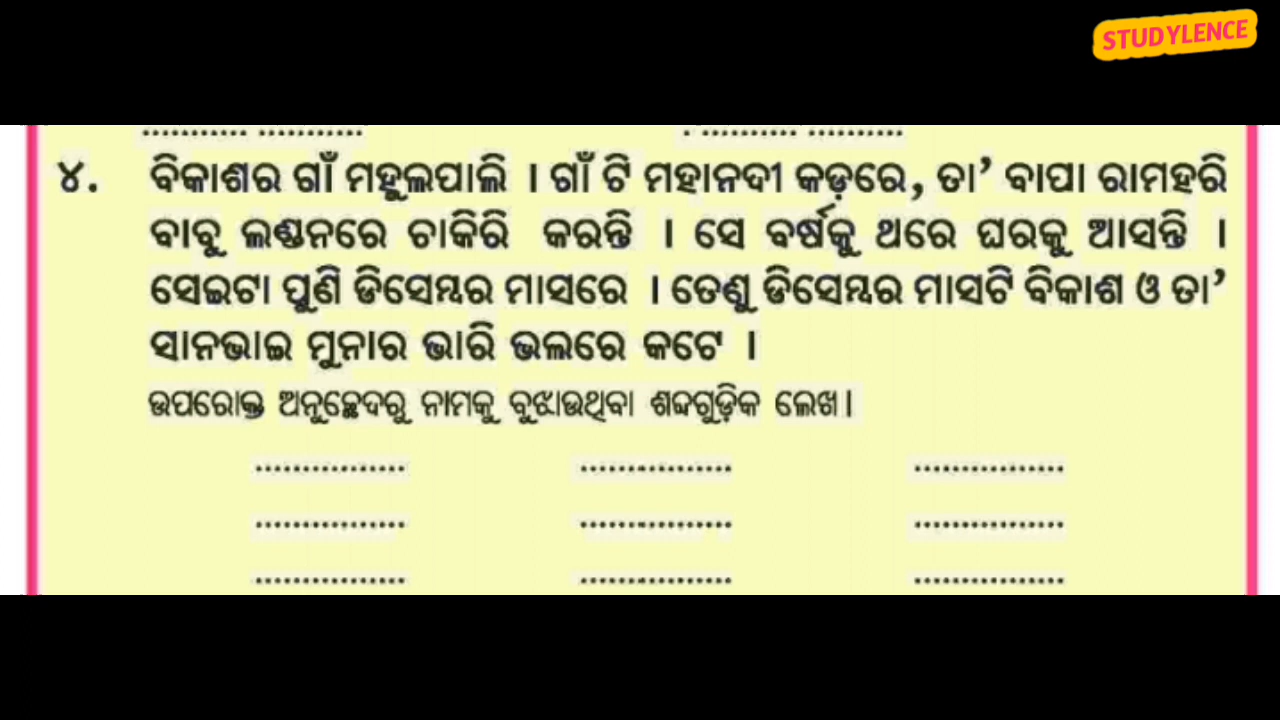 STUDYLENCE
........... ...........
. .......... ..........
୪. ବିକାଶର ଗାଁ ମହୁଲପାଲି । ଗାଁ ଟି ମହାନଦୀ କଡ଼ରେ, ତା’ ବାପା ରାମହରି
ବାବୁ ଲଣ୍ଡନରେ ଚାକିରି କରନ୍ତି । ସେ ବର୍ଷକୁ ଥରେ ଘରକୁ ଆସନ୍ତି ।
ସେଇଟା ପୁଣି ଡିସେମ୍ବର ମାସରେ । ତେଣୁ ଡିସେମ୍ବର ମାସଟି ବିକାଶ ଓ ତା’
ସାନଭାଇ ମୁନାର ଭାରି ଭଲରେ କଟେ ।
ଉପରୋକ୍ତ ଅନୁଚ୍ଛେଦରୁ ନାମକୁ ବୁଝାଉଥିବା ଶବ୍ଦଗୁଡ଼ିକ ଲେଖ।
................ ................ ................
................ ................ ................
................ ................ ................